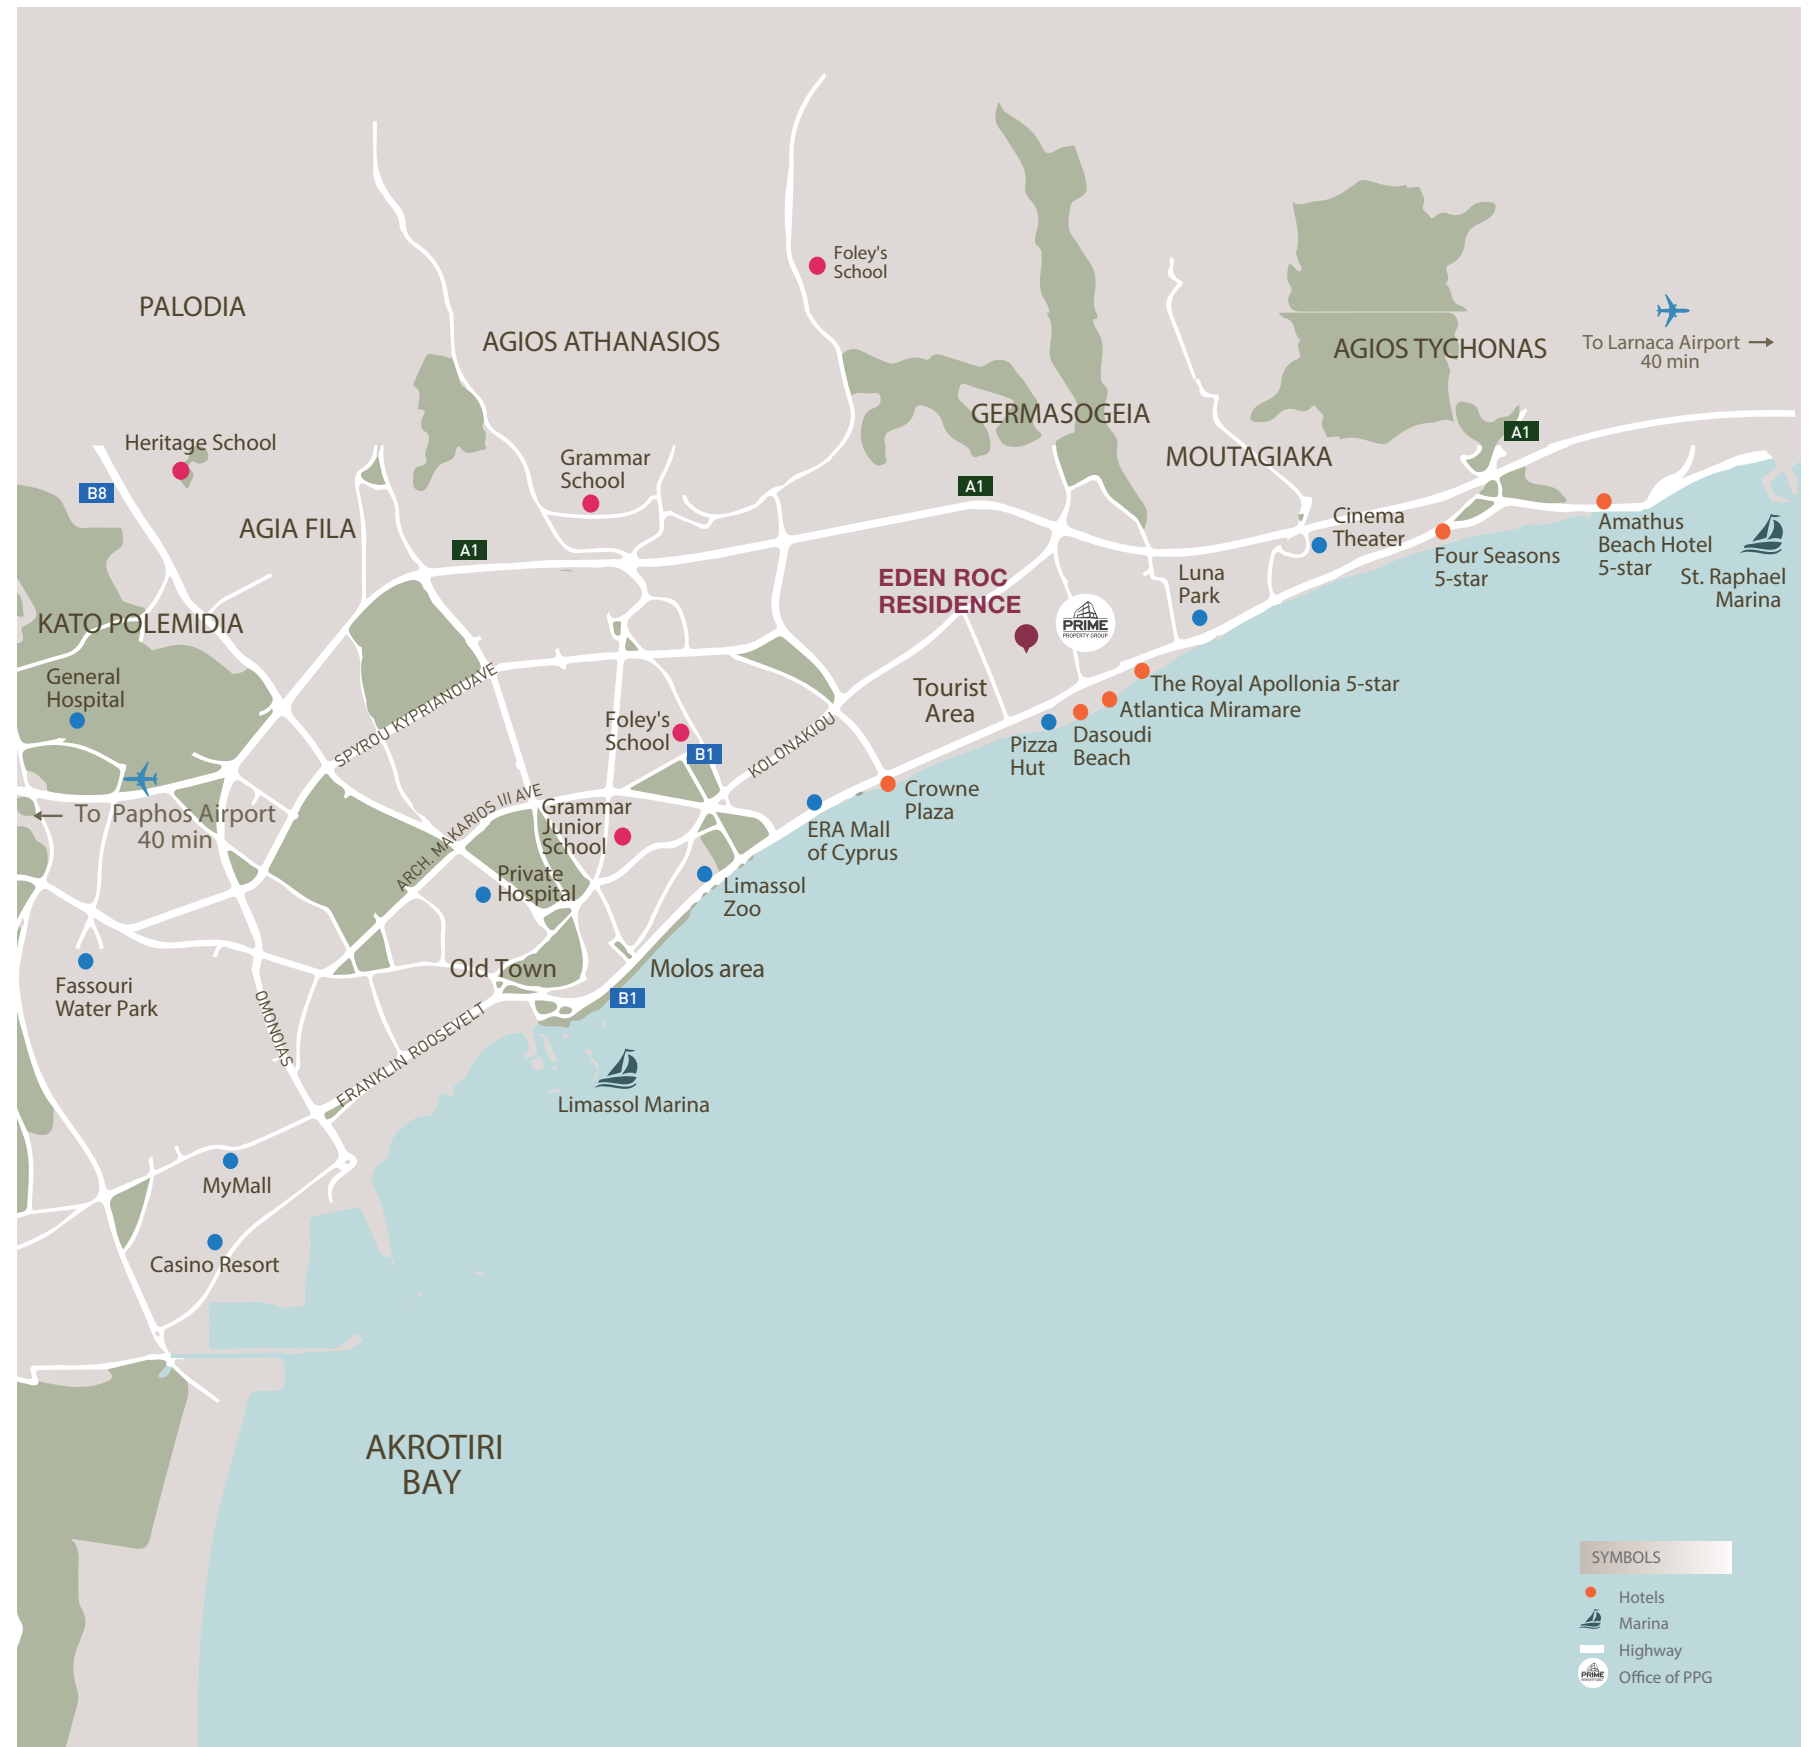 Foley's
School
PALODIA
AGIOS ATHANASIOS
AGIOS TYCHONAS
To Larnaca Airport
40 min
GERMASOGEIA
MOUTAGIAKA
A1
Heritage School
B8
Grammar
School
A1
AGIA FILA
A1
Cinema
Theater
Four Seasons
5-star
Amathus
Beach Hotel
5-star
St. Raphael
Marina
EDEN ROC
RESIDENCE
Luna
Park
PRIME
PROPERTY GROUP
KATO POLEMIDIA
General
Hospital
SPYROU KYPRIANOUAVE
Foley's
School
B1
KOLONAKIOU
Tourist
Area
The Royal Apollonia 5-star
Atlantica Miramare
Dasoudi
Beach
Pizza
Hut
Crowne
Plaza
ERA Mall
of Cyprus
To Paphos Airport
40 min
ARCH. MAKARIOS III AVE
Grammar
Junior
School
Private
Hospital
Limassol
Zoo
Fassouri
Water Park
Old Town
Molos area
B1
OMONOIAS
FRANKLIN ROOSEVELT
Limassol Marina
MyMall
Casino Resort
AKROTIRI
BAY
SYMBOLS
Hotels
Marina
Highway
PRIME
Office of PPG